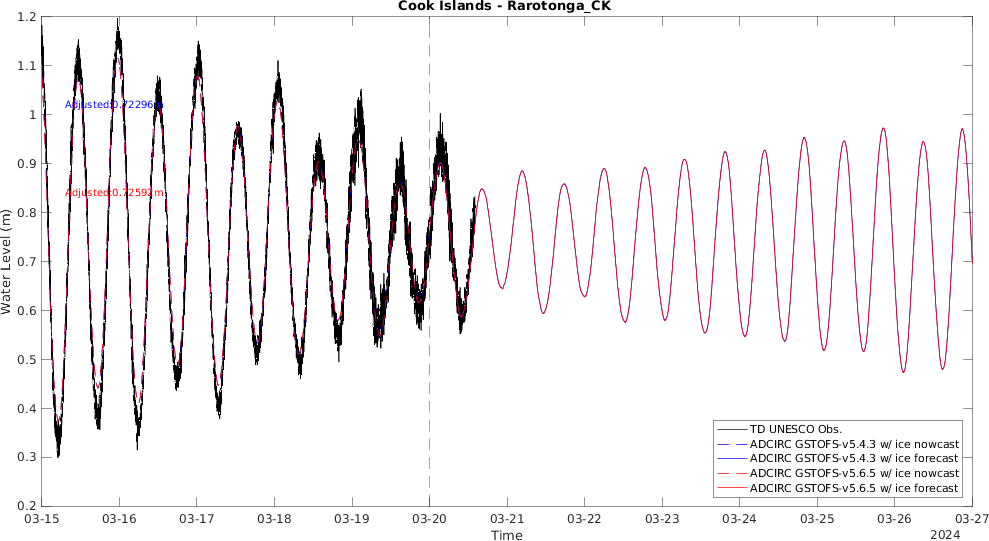 Cook Islands - Rarotonga_CK
1.2
1.1
1
0.9
0.8
0.7
0.6
0.5
0.4
0.3
0.2
Water Level (m)
Adjusted:0.72296m
Adjusted:0.72592m
TD UNESCO Obs.
ADCIRC GSTOFS-v5.4.3 w/ ice nowcast
ADCIRC GSTOFS-v5.4.3 w/ ice forecast
ADCIRC GSTOFS-v5.6.5 w/ ice nowcast
ADCIRC GSTOFS-v5.6.5 w/ ice forecast
03-15 03-16 03-17 03-18 03-19 03-20 03-21 03-22 03-23 03-24 03-25 03-26 03-27
Time
2024